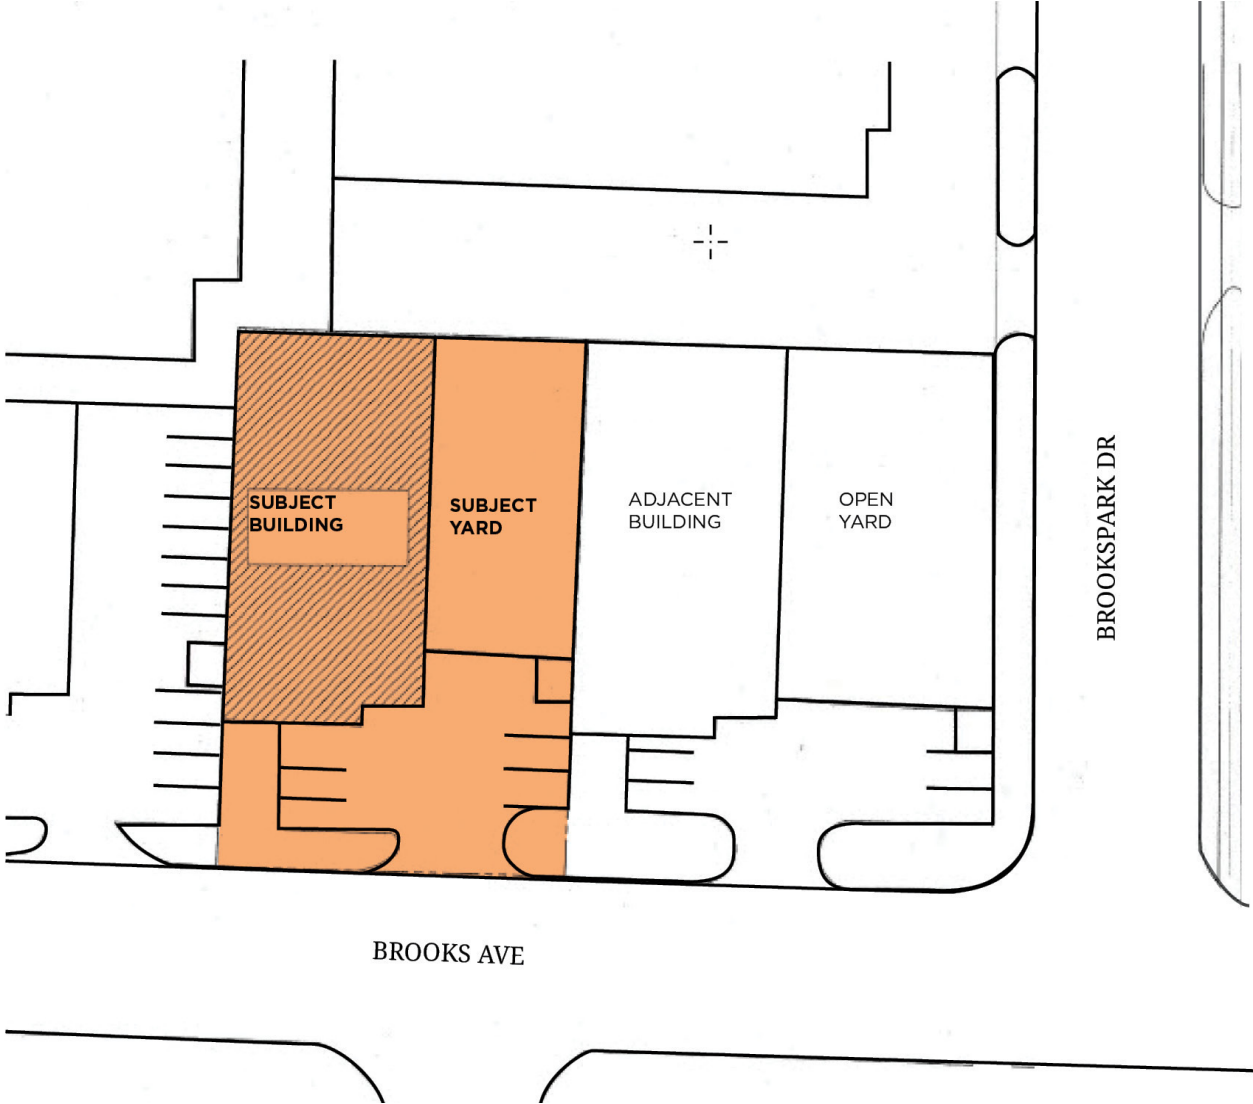 SUBJECT
BUILDING
SUBJECT
YARD
ADJACENT
BUILDING
OPEN
YARD
BROOKSPARK DR
BROOKS AVE